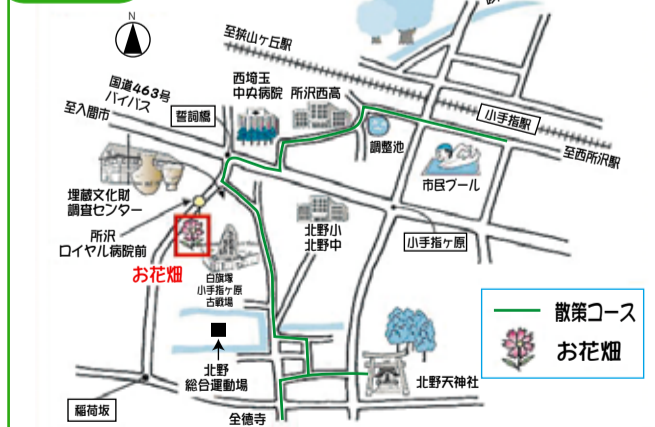 N
至狭山ヶ丘駅
国道463号
バイパス
至入間市
誓詞橋
西埼玉
中央病院
所沢西高
小手指駅
至西所沢駅
調整池
市民プール
埋蔵文化財
調査センター
所沢
ロイヤル病院前
お花畑
白旗塚
小手指ヶ原
古戦場
北野小
北野中
小手指ヶ原
北野
総合運動場
北野天神社
稲荷坂
全徳寺
散策コース
お花畑